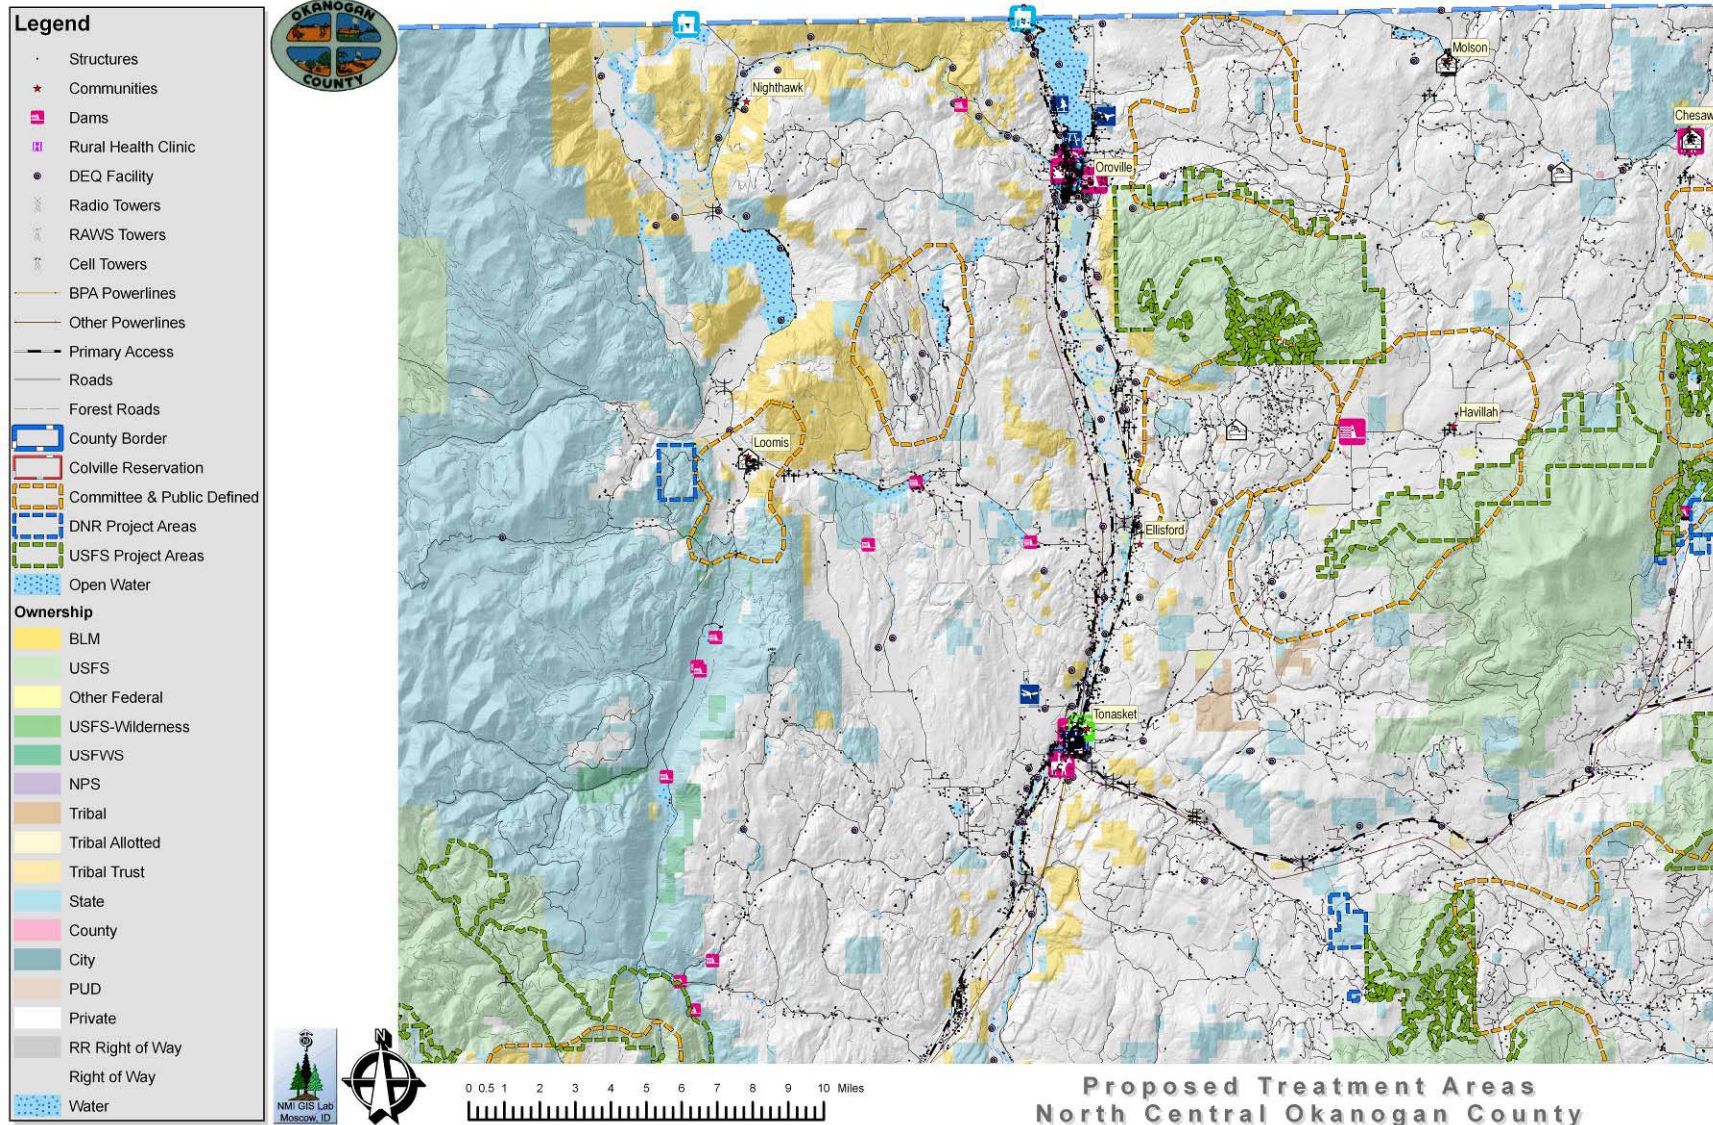 Legend
Structures
Communities
Dams
Rural Health Clinic
DEQ Facility
Radio Towers
RAWS Towers
Cell Towers
BPA Powerlines
Other Powerlines
Primary Access
Roads
Forest Roads
County Border
Colville Reservation
Committee & Public Defined
DNR Project Areas
USFS Project Areas
Open Water
Ownership
BLM
USFS
Other Federal
USFS-Wilderness
USFWS
NPS
Tribal
Tribal Allotted
Tribal Trust
State
County
City
PUD
Private
RR Right of Way
Right of Way
Water
OKANOGAN
COUNTY
Molson
Nighthawk
Chesaw
Oroville
Havillah
Loomis
Ellisford
Tonasket
NMI GIS Lab
Moscow, ID
N
0 0.5 1 2 3 4 5 6 7 8 9 10 Miles
Proposed Treatment Areas
North Central Okanogan County